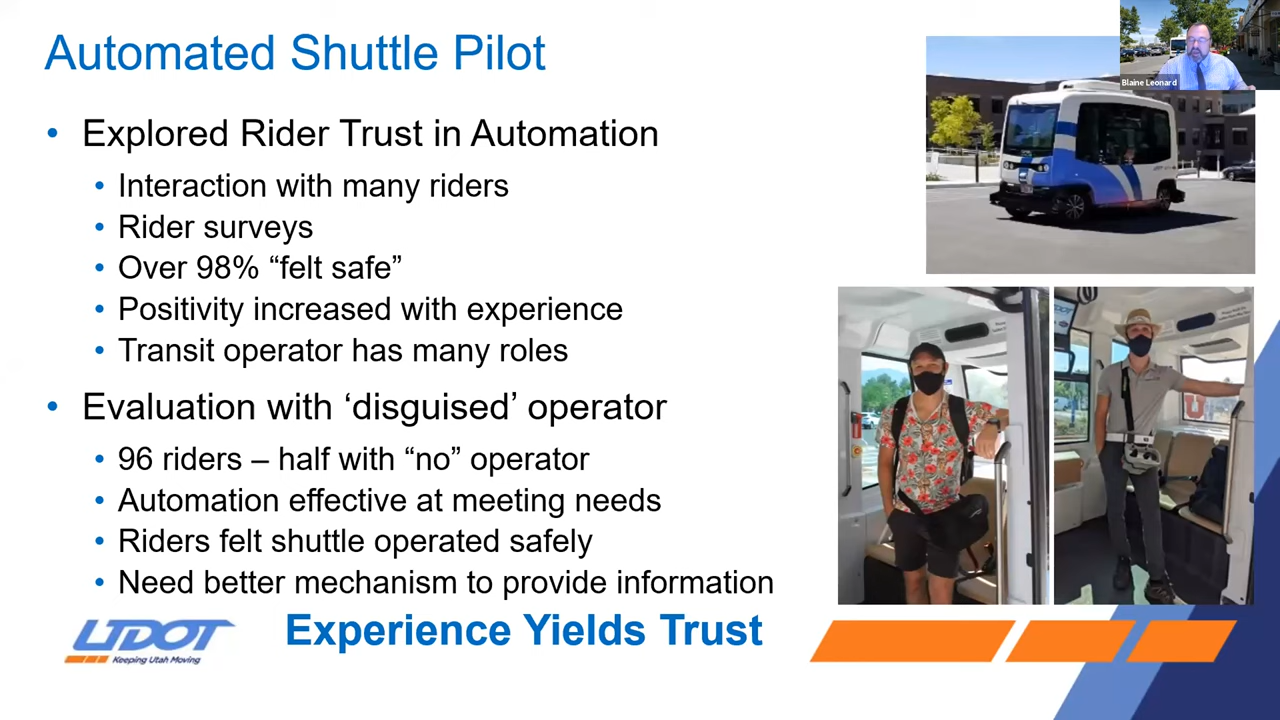 Automated Shuttle Pilot
Blaine Leonard
• Explored Rider Trust in Automation
• Interaction with many riders
• Rider surveys
• Over 98% “felt safe”
• Positivity increased with experience
• Transit operator has many roles
• Evaluation with ‘disguised’ operator
• 96 riders – half with “no” operator
• Automation effective at meeting needs
• Riders felt shuttle operated safely
• Need better mechanism to provide information
Experience Yields Trust
UDOT
Keeping Utah Moving
U